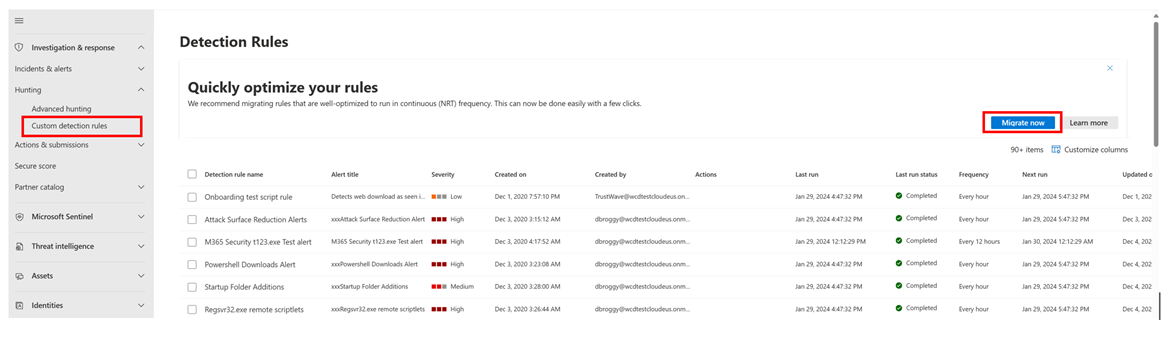 Investigation & response
Incidents & alerts
Hunting
Advanced hunting
Custom detection rules
Actions & submissions
Secure score
Partner catalog
Microsoft Sentinel
Threat intelligence
Assets
Identities
Detection Rules
Quickly optimize your rules
We recommend migrating rules that are well-optimized to run in continuous (NRT) frequency. This can now be done easily with a few clicks.
Migrate now Learn more
90+ items Customize columns
Detection rule name Alert title Severity Created on Created by Actions Last run Last run status Frequency Next run Updated o
Onboarding test script rule Detects web download as seen i... Low Dec 1, 2020 7:57:10 PM TrustWave@wcdtestcloudeus.on... Jan 29, 2024 4:47:32 PM Completed Every hour Jan 29, 2024 5:47:32 PM Dec 1, 202
Attack Surface Reduction Alerts xxxAttack Surface Reduction Alert High Dec 3, 2020 3:15:12 AM dbroggy@wcdtestcloudeus.onm... Jan 29, 2024 4:47:32 PM Completed Every hour Jan 29, 2024 5:47:32 PM Dec 3, 202
M365 Security t123.exe Test alert M365 Security t123.exe Test alert High Dec 3, 2020 4:17:52 AM dbroggy@wcdtestcloudeus.onm... Jan 29, 2024 12:12:29 PM Completed Every 12 hours Jan 30, 2024 12:12:29 AM Dec 4, 202
Powershell Downloads Alert xxxPowershell Downloads Alert High Dec 3, 2020 3:23:08 AM dbroggy@wcdtestcloudeus.onm... Jan 29, 2024 4:47:32 PM Completed Every hour Jan 29, 2024 5:47:32 PM Dec 4, 202
Startup Folder Additions xxxStartup Folder Additions Medium Dec 3, 2020 3:28:00 AM dbroggy@wcdtestcloudeus.onm... Jan 29, 2024 4:47:32 PM Completed Every hour Jan 29, 2024 5:47:32 PM Dec 4, 202
Regsvr32.exe remote scriptlets xxxRegsvr32.exe remote scriptlets High Dec 3, 2020 3:26:44 AM dbroggy@wcdtestcloudeus.onm... Jan 29, 2024 4:47:32 PM Completed Every hour Jan 29, 2024 5:47:32 PM Dec 3, 202